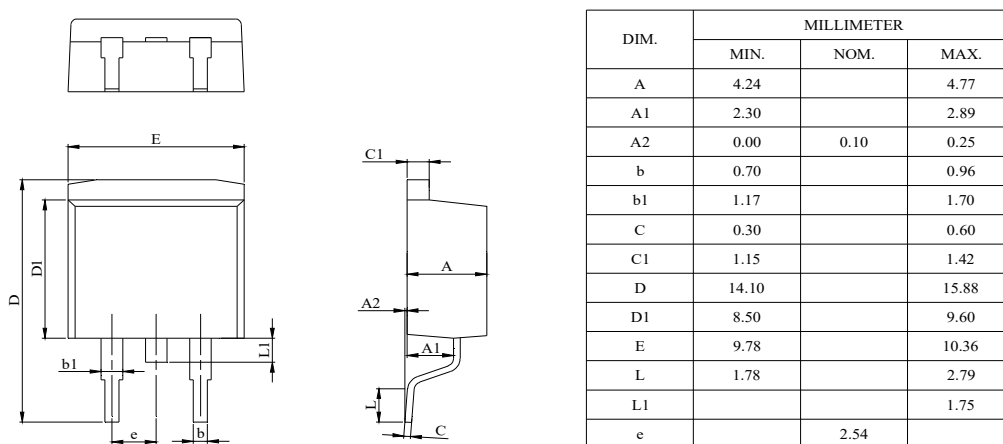 E
D
D1
b1
L1
e
b
C1
A
A2
A1
L
C
DIM. MILLIMETER
MIN. NOM. MAX.
A 4.24 4.77
A1 2.30 2.89
A2 0.00 0.10 0.25
b 0.70 0.96
b1 1.17 1.70
C 0.30 0.60
C1 1.15 1.42
D 14.10 15.88
D1 8.50 9.60
E 9.78 10.36
L 1.78 2.79
L1 1.75
e 2.54